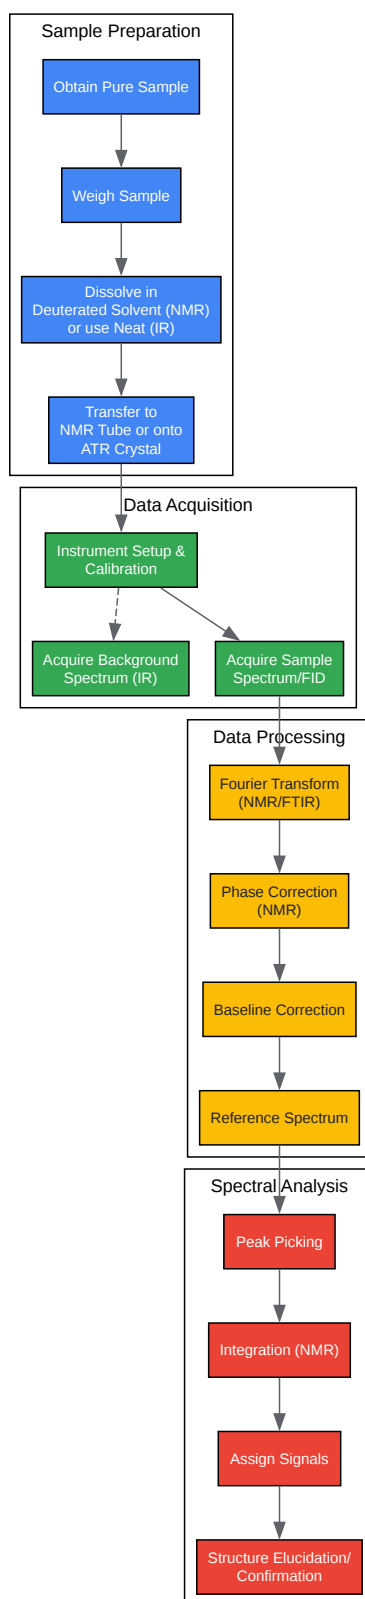 Sample Preparation
Obtain Pure Sample
Weigh Sample
Dissolve in
Deuterated Solvent (NMR)
or use Neat (IR)
Transfer to
NMR Tube or onto
ATR Crystal
Data Acquisition
Instrument Setup &
Calibration
Acquire Background
Spectrum (IR)
Acquire Sample
Spectrum/FID
Data Processing
Fourier Transform
(NMR/FTIR)
Phase Correction
(NMR)
Baseline Correction
Reference Spectrum
Spectral Analysis
Peak Picking
Integration (NMR)
Assign Signals
Structure Elucidation/
Confirmation